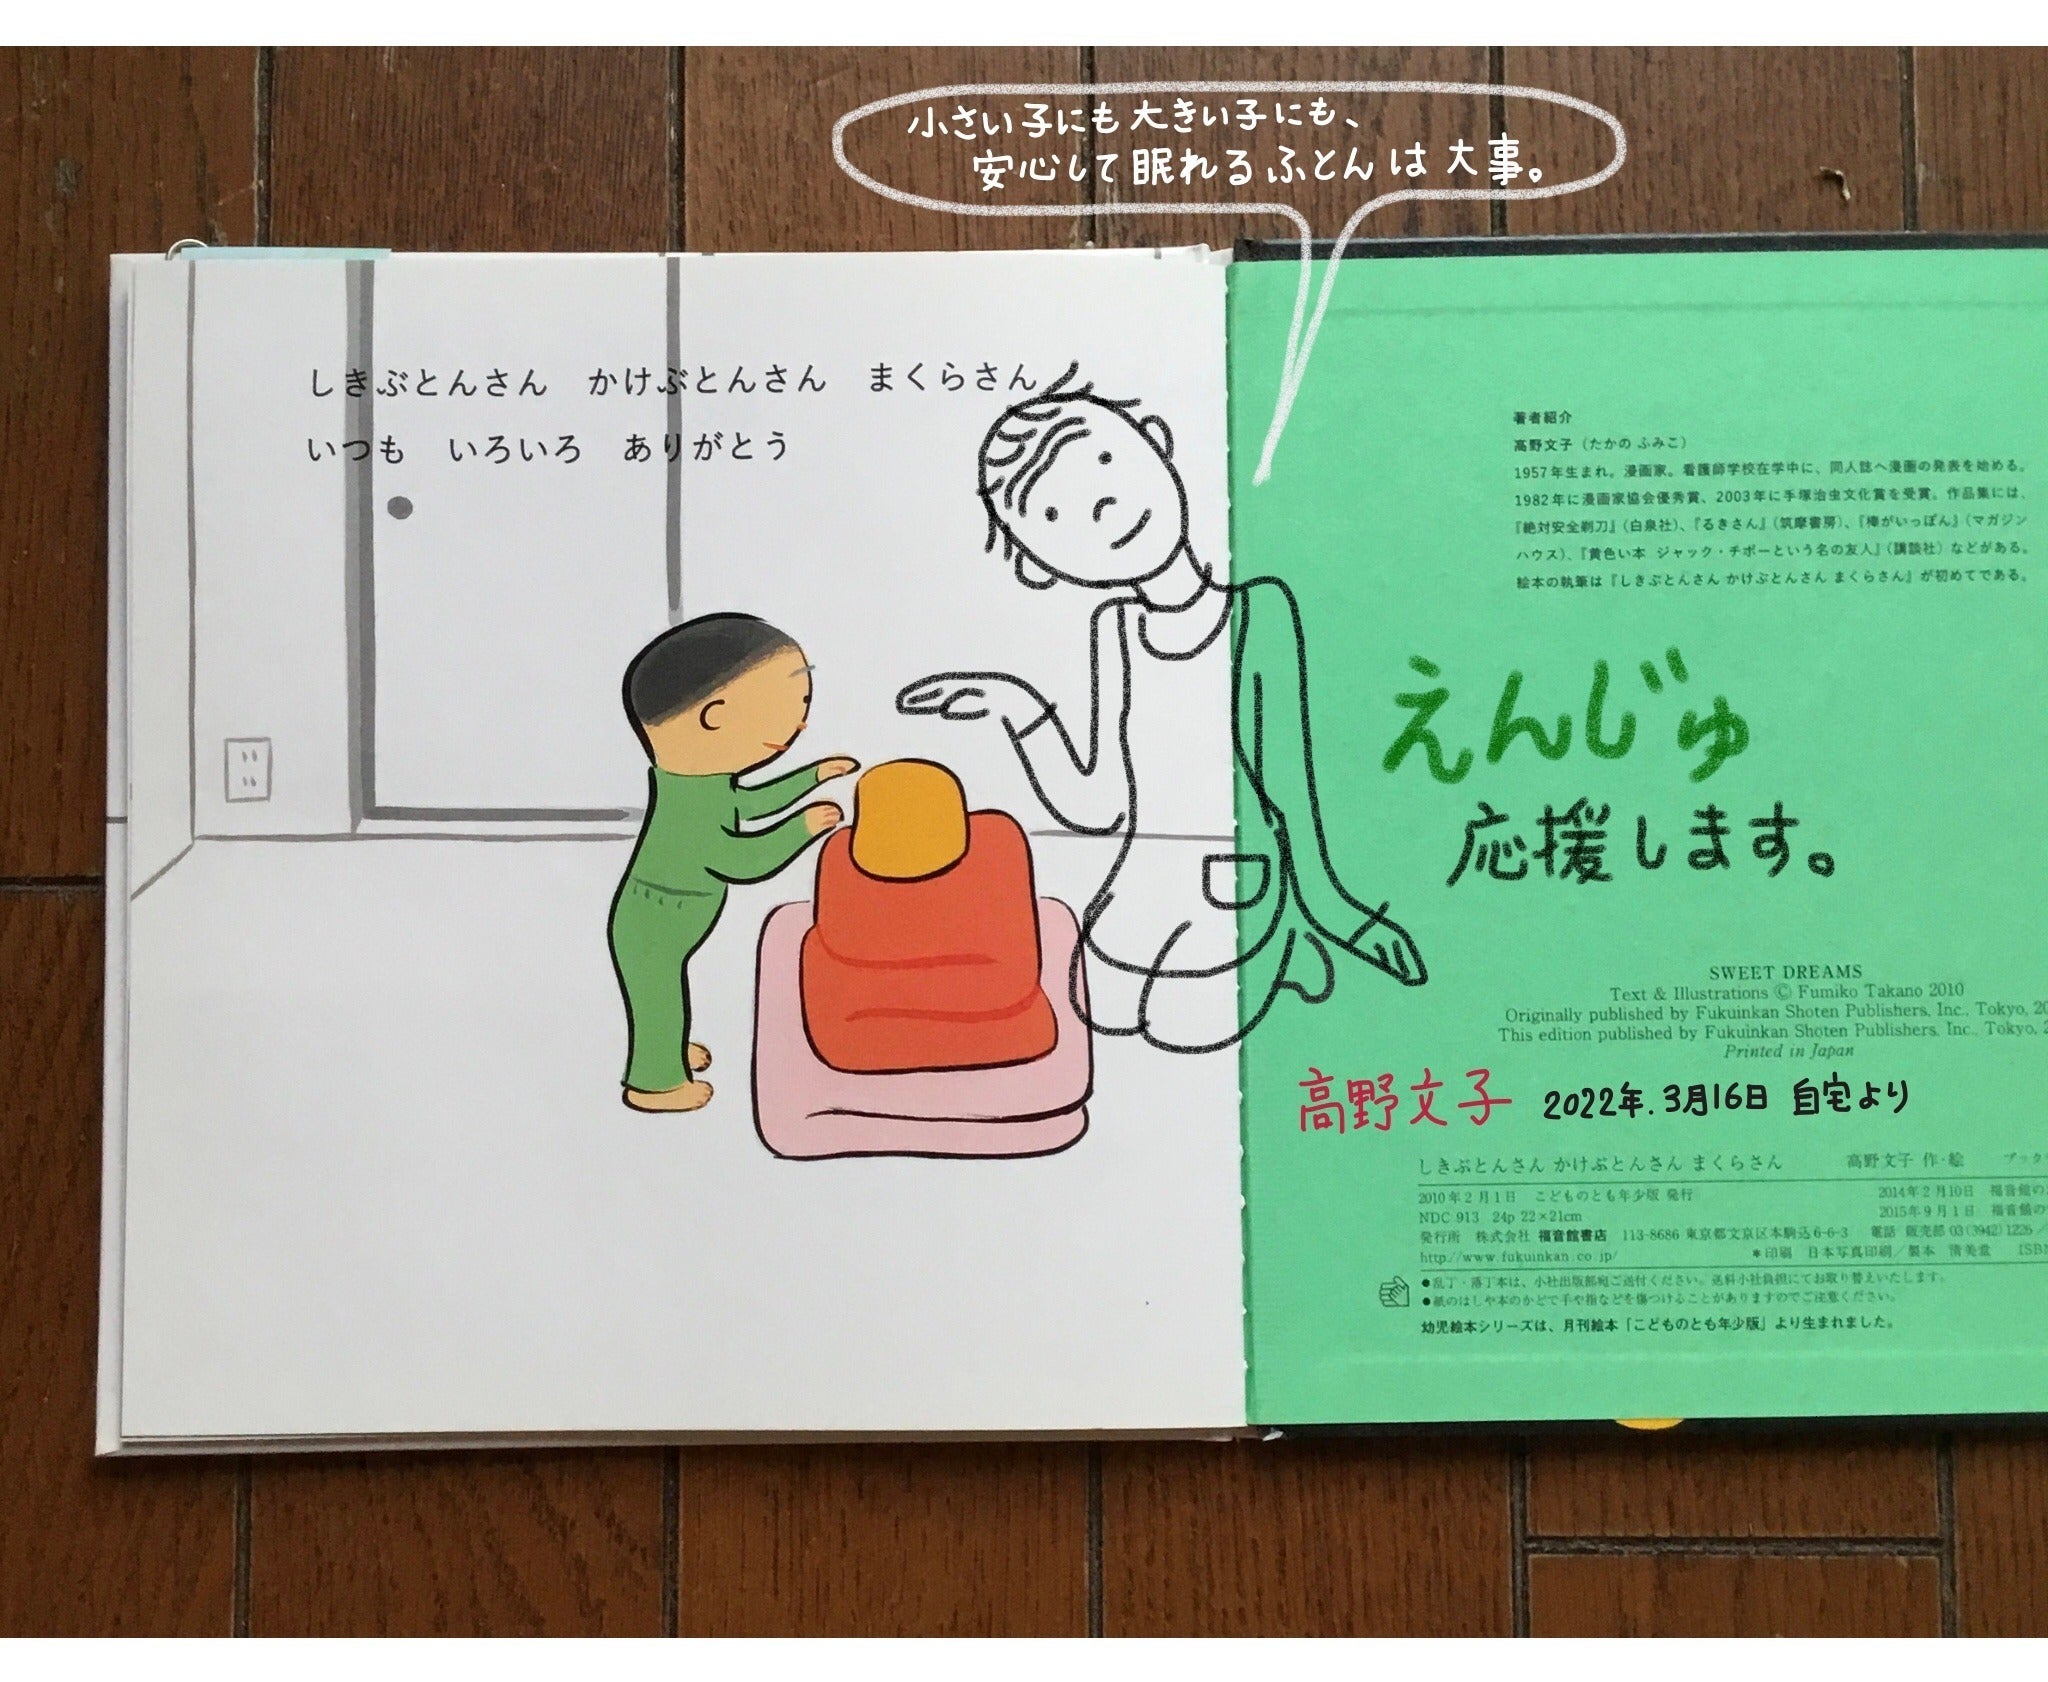 小さい子にも大きい子にも、
安心して眠れるふとんは大事。
しきぶとんさん かけぶとんさん まくらさん
いつも いろいろ ありがとう
著者紹介
高野文子（たかの ふみこ）
1957年生まれ。漫画家。看護師学校在学中に、同人誌へ漫画の発表を始める。
1982年に漫画家協会優秀賞、2003年に手塚治虫文化賞を受賞。作品集には、
『絶対安全剃刀』（白泉社）、『るきさん』（筑摩書房）、『棒がいっぽん』（マガジン
ハウス）、『黄色い本 ジャック・チボーという名の友人』（講談社）などがある。
絵本の執筆は『しきぶとんさん かけぶとんさん まくらさん』が初めてである。
えんじゅ
応援します。
SWEET DREAMS
Text & Illustrations © Fumiko Takano 2010
Originally published by Fukuinkan Shoten Publishers, Inc., Tokyo, 20
This edition published by Fukuinkan Shoten Publishers, Inc., Tokyo, 2
Printed in Japan
高野文子 2022年.3月16日 自宅より
しきぶとんさん かけぶとんさん まくらさん 高野文子 作・絵 ブックデ
2010年2月1日 こどものとも年少版 発行 2014年2月10日 福音館の
NDC 913 24p 22×21cm 2015年9月1日 福音館の
発行所 株式会社 福音館書店 113-8686 東京都文京区本駒込6-6-3 電話 販売部 03(3942)1226／
http://www.fukuinkan.co.jp/ ＊印刷 日本写真印刷／製本 清美堂 ISBN
●乱丁・落丁本は、小社出版部宛ご送付ください。送料小社負担にてお取り替えいたします。
●紙のはしや本のかどで手や指などを傷つけることがありますのでご注意ください。
幼児絵本シリーズは、月刊絵本「こどものとも年少版」より生まれました。